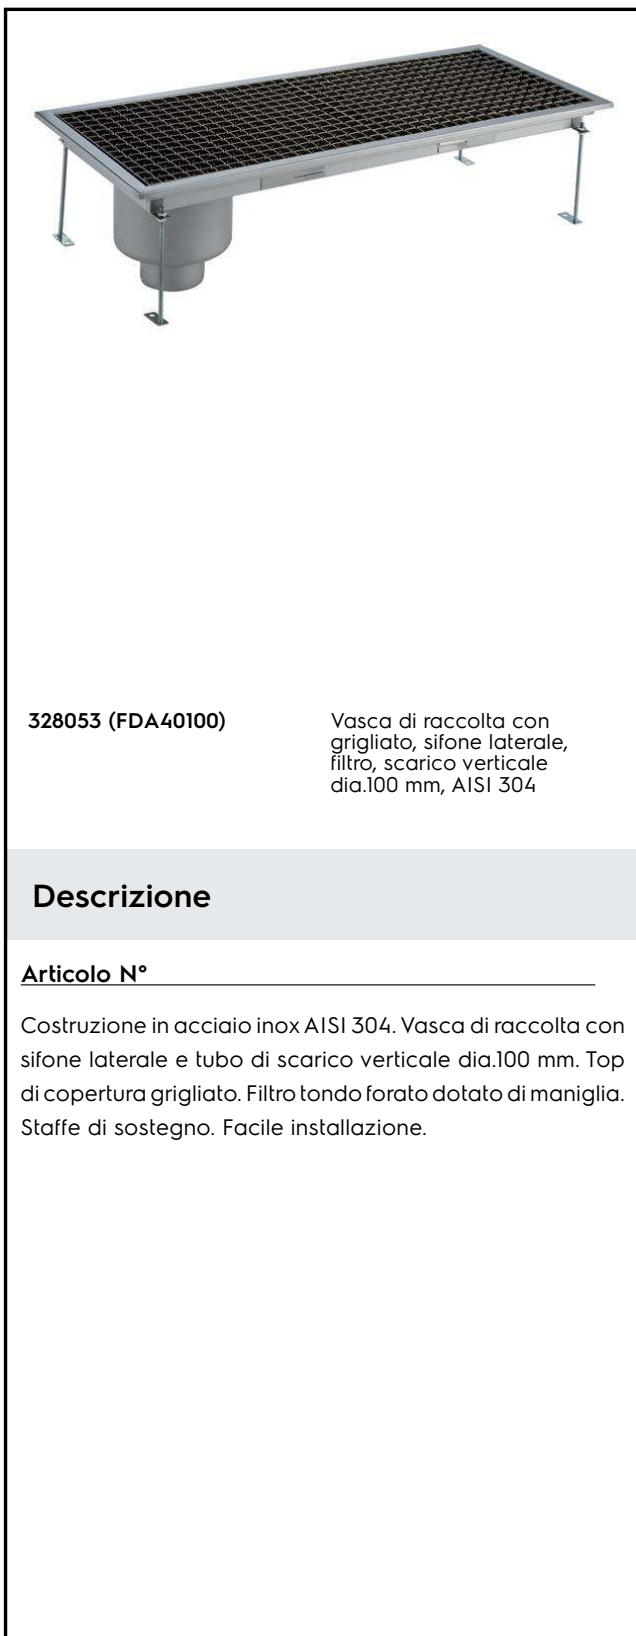 328053 (FDA40100)
Vasca di raccolta con
grigliato, sifone laterale,
filtro, scarico verticale
dia.100 mm, AISI 304
Descrizione
Articolo N°
Costruzione in acciaio inox AISI 304. Vasca di raccolta con
sifone laterale e tubo di scarico verticale dia.100 mm. Top
di copertura grigliato. Filtro tondo forato dotato di maniglia.
Staffe di sostegno. Facile installazione.